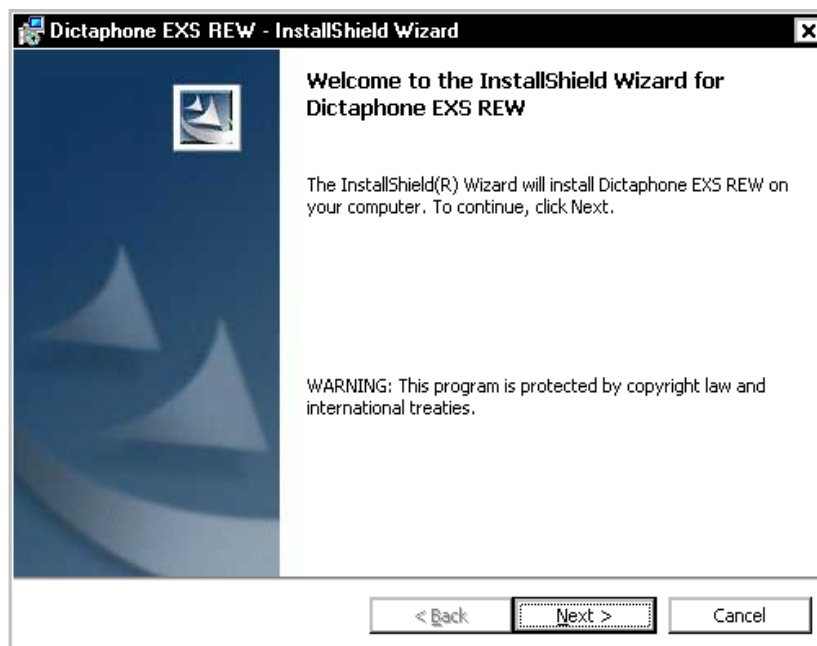 Dictaphone EXS REW - InstallShield Wizard
Welcome to the InstallShield Wizard for
Dictaphone EXS REW
The InstallShield(R) Wizard will install Dictaphone EXS REW on
your computer. To continue, click Next.
WARNING: This program is protected by copyright law and
international treaties.
< Back Next > Cancel